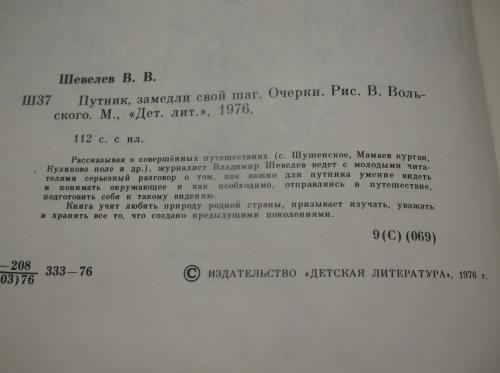 Шевелев В. В.
Ш37 Путник, замедли свой шаг. Очерки. Рис. В. Воль-
ского. М., «Дет. лит.», 1976.
112 с. с ил.
Рассказывая о совершённых путешествиях (с. Шушенское, Мамаев курган,
Куликово поле и др.), журналист Владимир Шевелев ведет с молодыми чита-
телями серьезный разговор о том, как важно для путника умение видеть
и понимать окружающее и как необходимо, отправляясь в путешествие,
подготовить себя к такому видению.
Книга учит любить природу родной страны, призывает изучать, уважать
и хранить все то, что создано предыдущими поколениями.
9(С)(069)
—208
03)76 333—76
© ИЗДАТЕЛЬСТВО «ДЕТСКАЯ ЛИТЕРАТУРА», 1976 г.